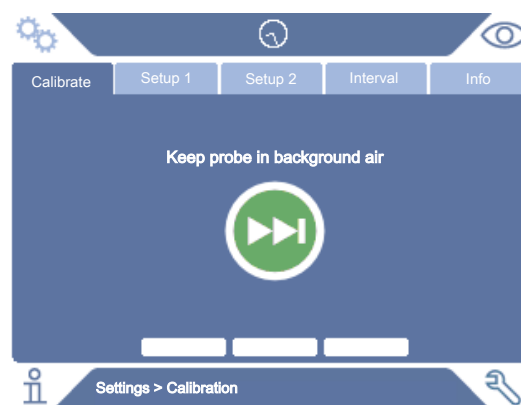 Calibrate Setup 1 Setup 2 Interval Info
Keep probe in background air
Settings > Calibration